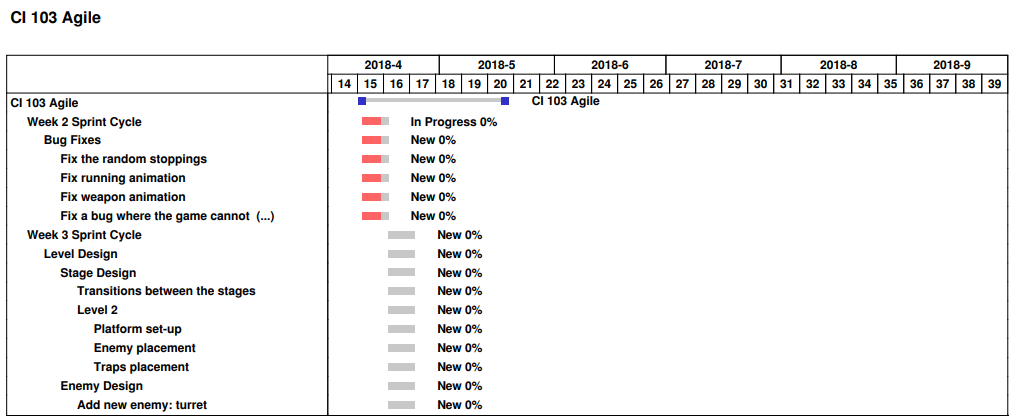 CI 103 Agile
2018-4 2018-5 2018-6 2018-7 2018-8 2018-9
14 15 16 17 18 19 20 21 22 23 24 25 26 27 28 29 30 31 32 33 34 35 36 37 38 39
CI 103 Agile CI 103 Agile
Week 2 Sprint Cycle In Progress 0%
Bug Fixes New 0%
Fix the random stoppings New 0%
Fix running animation New 0%
Fix weapon animation New 0%
Fix a bug where the game cannot (...) New 0%
Week 3 Sprint Cycle New 0%
Level Design New 0%
Stage Design New 0%
Transitions between the stages New 0%
Level 2 New 0%
Platform set-up New 0%
Enemy placement New 0%
Traps placement New 0%
Enemy Design New 0%
Add new enemy: turret New 0%